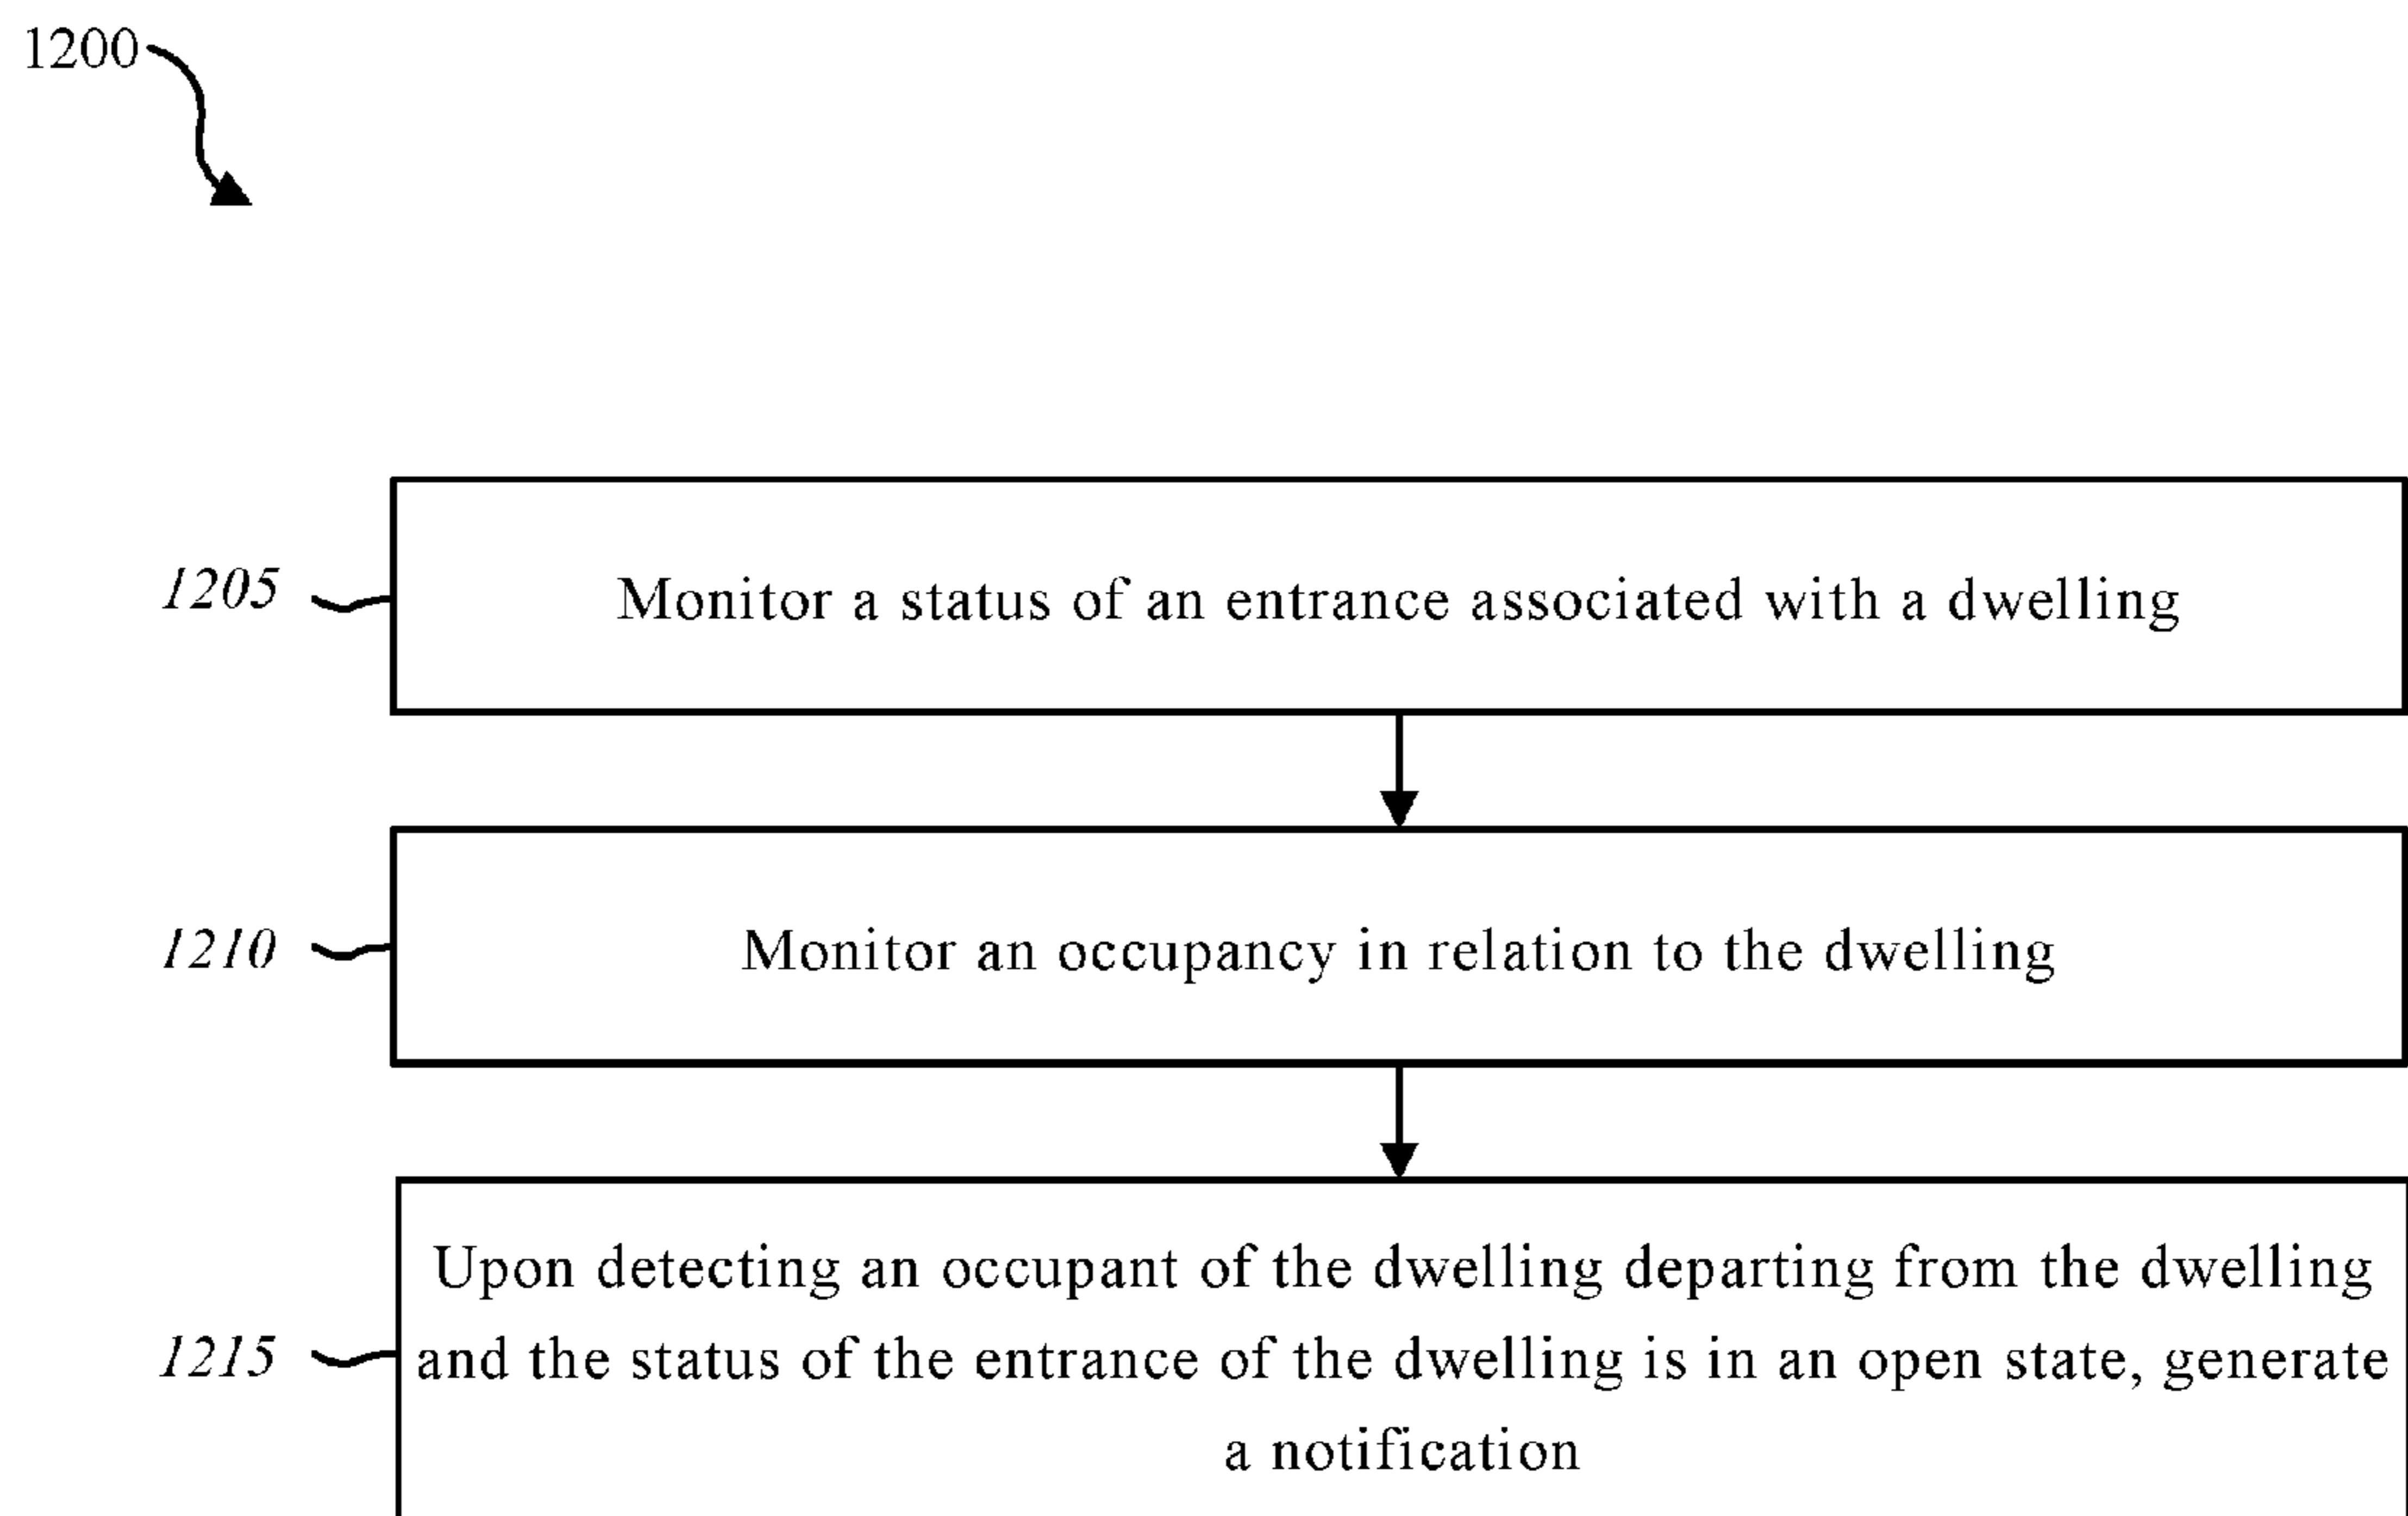 1200
1205
Monitor a status of an entrance associated with a dwelling
1210
Monitor an occupancy in relation to the dwelling
Upon detecting an occupant of the dwelling departing from the dwelling
1215
and the status of the entrance of the dwelling is in an open state, generate
a notification